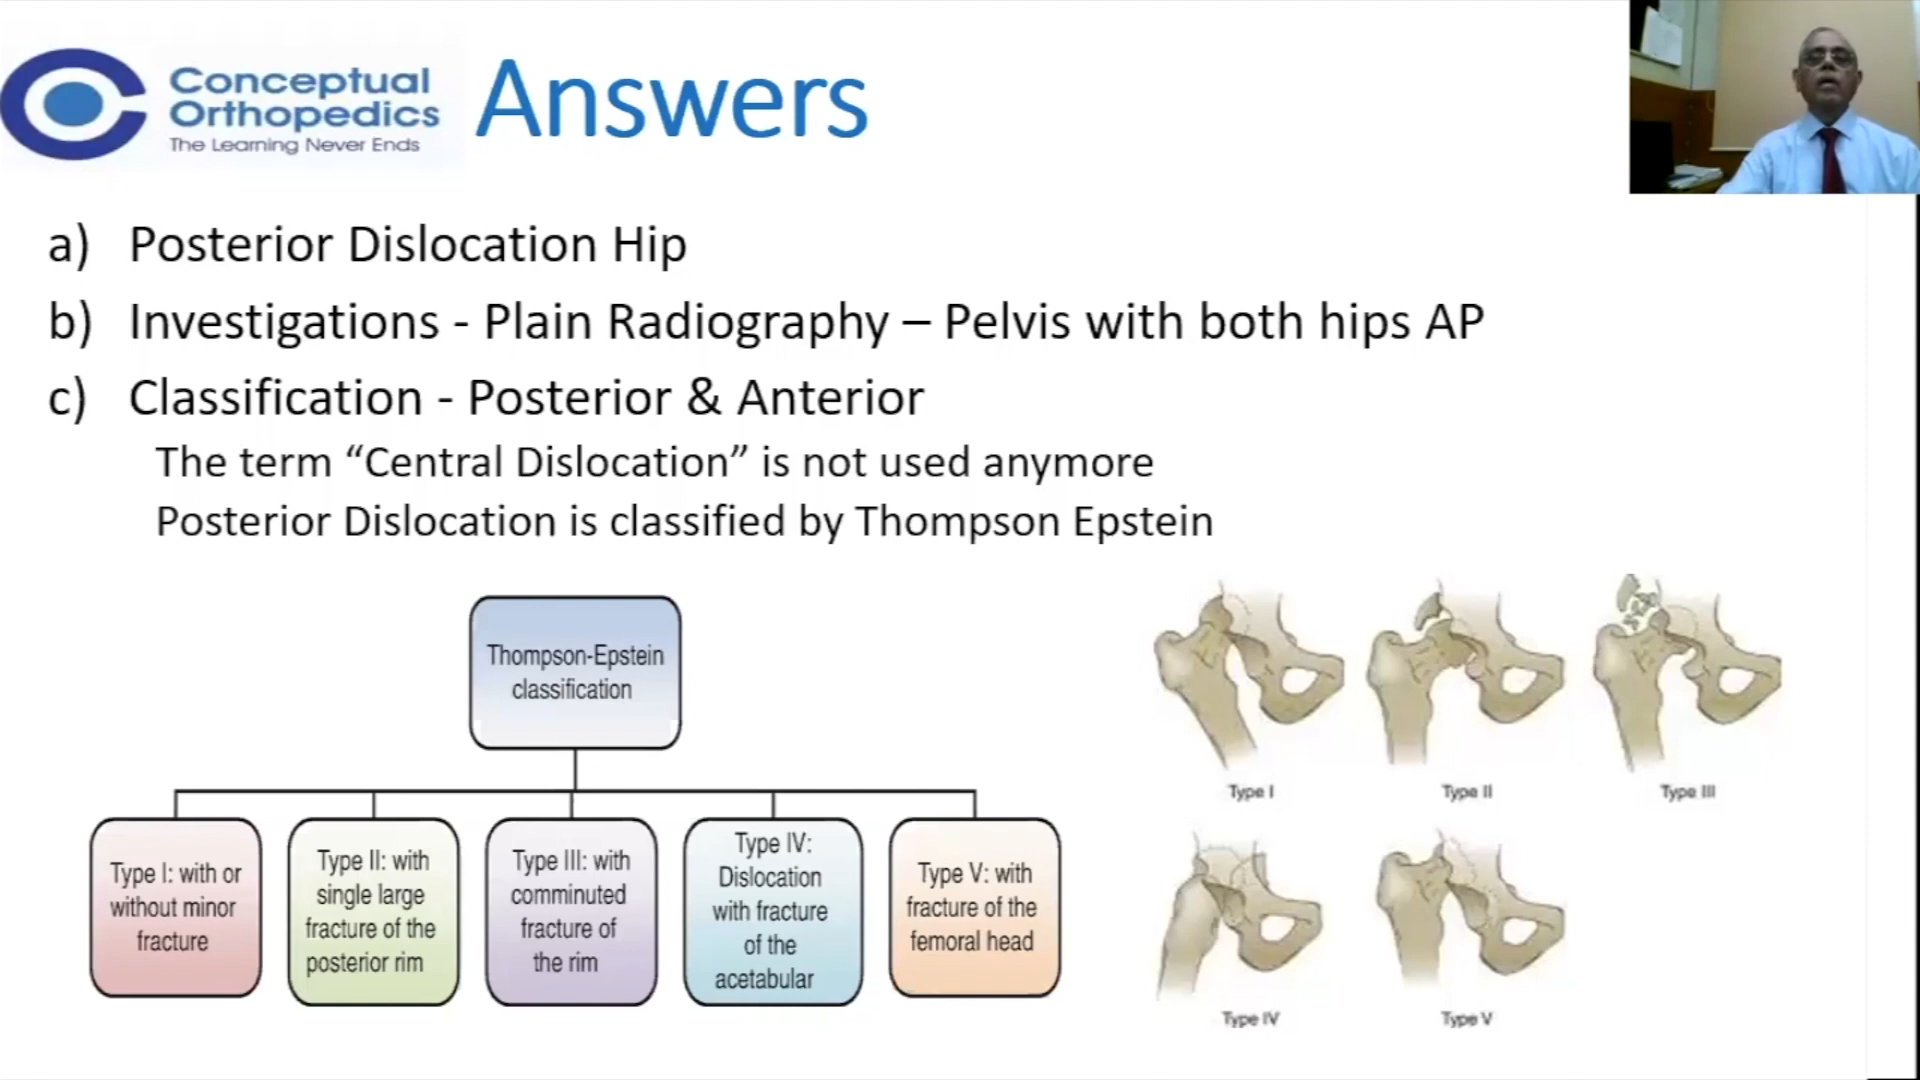 Conceptual
Orthopedics
The Learning Never Ends
Answers
a) Posterior Dislocation Hip
b) Investigations - Plain Radiography – Pelvis with both hips AP
c) Classification - Posterior & Anterior
The term “Central Dislocation” is not used anymore
Posterior Dislocation is classified by Thompson Epstein
Thompson-Epstein
classification
Type I: with or
without minor
fracture
Type II: with
single large
fracture of the
posterior rim
Type III: with
comminuted
fracture of
the rim
Type IV:
Dislocation
with fracture
of the
acetabular
Type V: with
fracture of the
femoral head
Type I
Type II
Type III
Type IV
Type V